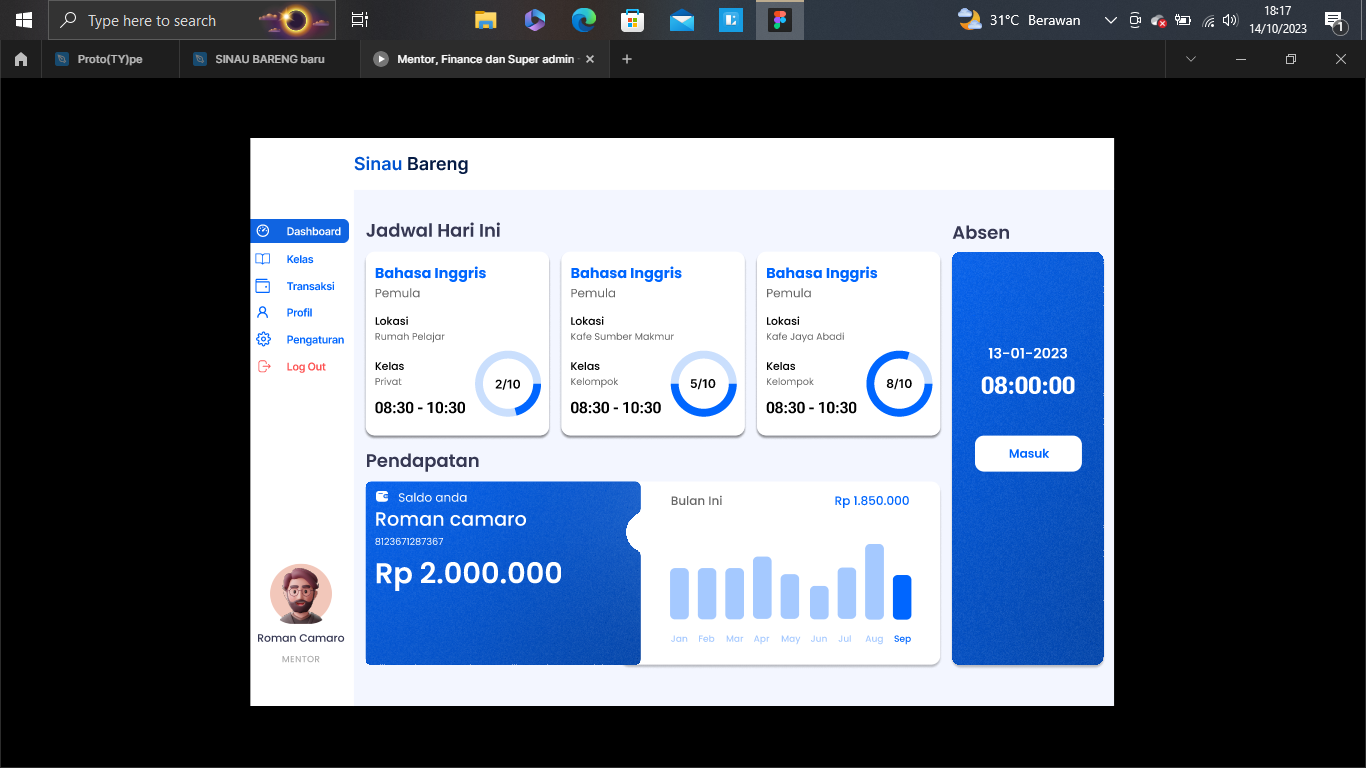 Type here to search
31°C Berawan
18:17
14/10/2023
1
Proto(TY)pe
SINAU BARENG baru
Mentor, Finance dan Super admin
Sinau Bareng
Dashboard
Kelas
Transaksi
Profil
Pengaturan
Log Out
Roman Camaro
MENTOR
Jadwal Hari Ini
Bahasa Inggris
Pemula
Lokasi
Rumah Pelajar
Kelas
Privat
08:30 - 10:30
2/10
Bahasa Inggris
Pemula
Lokasi
Kafe Sumber Makmur
Kelas
Kelompok
08:30 - 10:30
5/10
Bahasa Inggris
Pemula
Lokasi
Kafe Jaya Abadi
Kelas
Kelompok
08:30 - 10:30
8/10
Absen
13-01-2023
08:00:00
Masuk
Pendapatan
Saldo anda
Roman camaro
8123671287367
Rp 2.000.000
Bulan Ini Rp 1.850.000
Jan Feb Mar Apr May Jun Jul Aug Sep